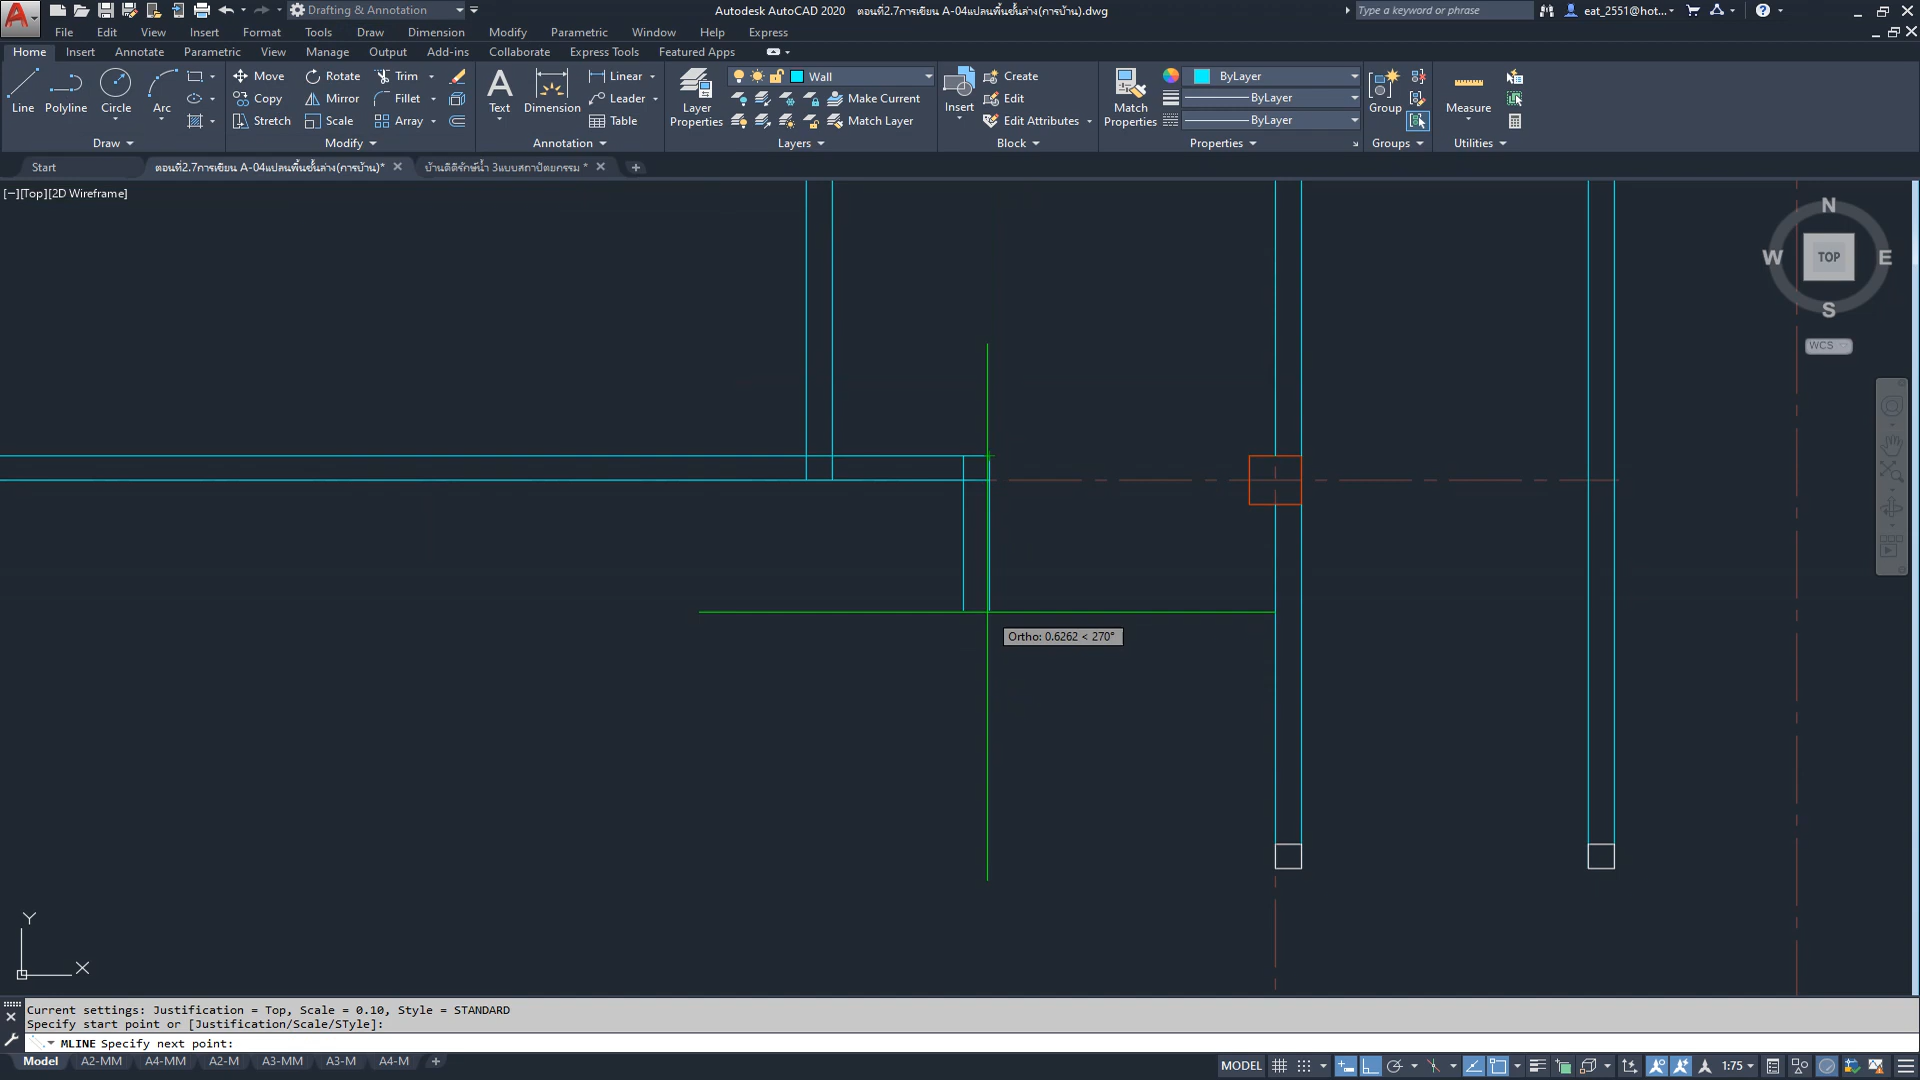 Drafting & Annotation
Autodesk AutoCAD 2020 ตอนที่2.7การเขียน A-04แปลนพื้นชั้นล่าง(การบ้าน).dwg
Type a keyword or phrase
eat_2551@hot...
File Edit View Insert Format Tools Draw Dimension Modify Parametric Window Help Express
Home Insert Annotate Parametric View Manage Output Add-ins Collaborate Express Tools Featured Apps
Line Polyline Circle Arc
Move Rotate Trim
Copy Mirror Fillet
Stretch Scale Array
Text Dimension
Linear
Leader
Table
Layer Properties
Wall
Make Current
Match Layer
Insert
Create
Edit
Edit Attributes
Match Properties
ByLayer
ByLayer
ByLayer
Group
Measure
Draw Modify Annotation Layers Block Properties Groups Utilities
Start
ตอนที่2.7การเขียน A-04แปลนพื้นชั้นล่าง(การบ้าน)*
บ้านดีดีรักษ์น้ำ 3แบบสถาปัตยกรรม *
[−][Top][2D Wireframe]
N
W TOP E
S
WCS
Ortho: 0.6262 < 270°
Y
X
Current settings: Justification = Top, Scale = 0.10, Style = STANDARD
Specify start point or [Justification/Scale/STyle]:
MLINE Specify next point:
Model A2-MM A4-MM A2-M A3-MM A3-M A4-M
MODEL
1:75